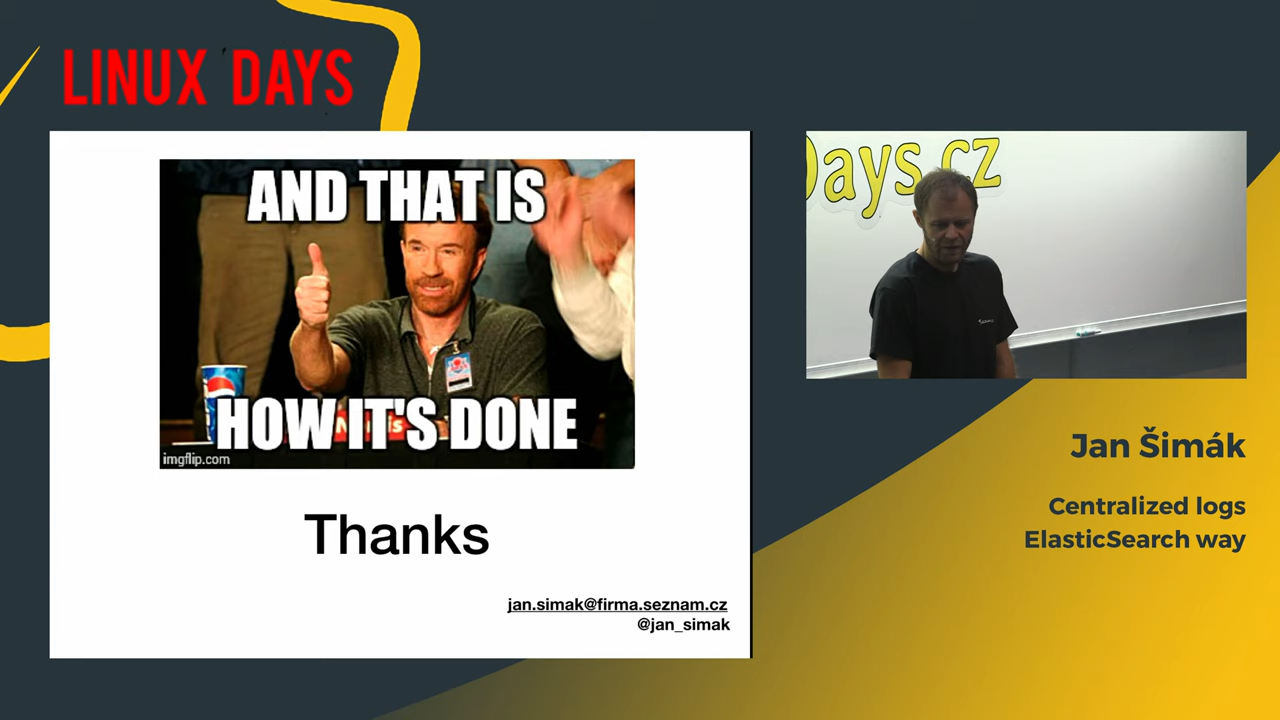 LINUX DAYS
AND THAT IS
HOW IT'S DONE
imgflip.com
Thanks
jan.simak@firma.seznam.cz
@jan_simak
Days.cz
Jan Šimák
Centralized logs
ElasticSearch way